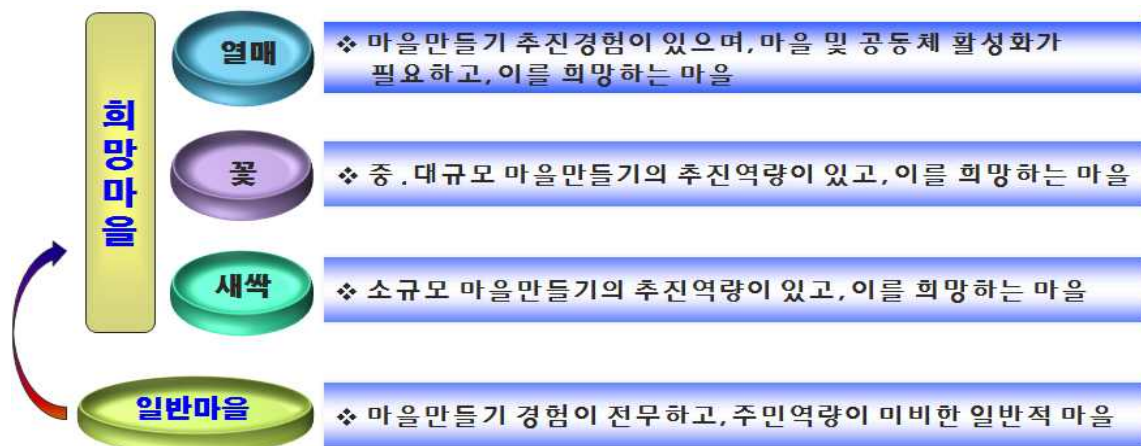 희망마을
열매
❖ 마을만들기 추진경험이 있으며, 마을 및 공동체 활성화가
필요하고, 이를 희망하는 마을
꽃
❖ 중.대규모 마을만들기의 추진역량이 있고, 이를 희망하는 마을
새싹
❖ 소규모 마을만들기의 추진역량이 있고, 이를 희망하는 마을
일반마을
❖ 마을만들기 경험이 전무하고, 주민역량이 미비한 일반적 마을